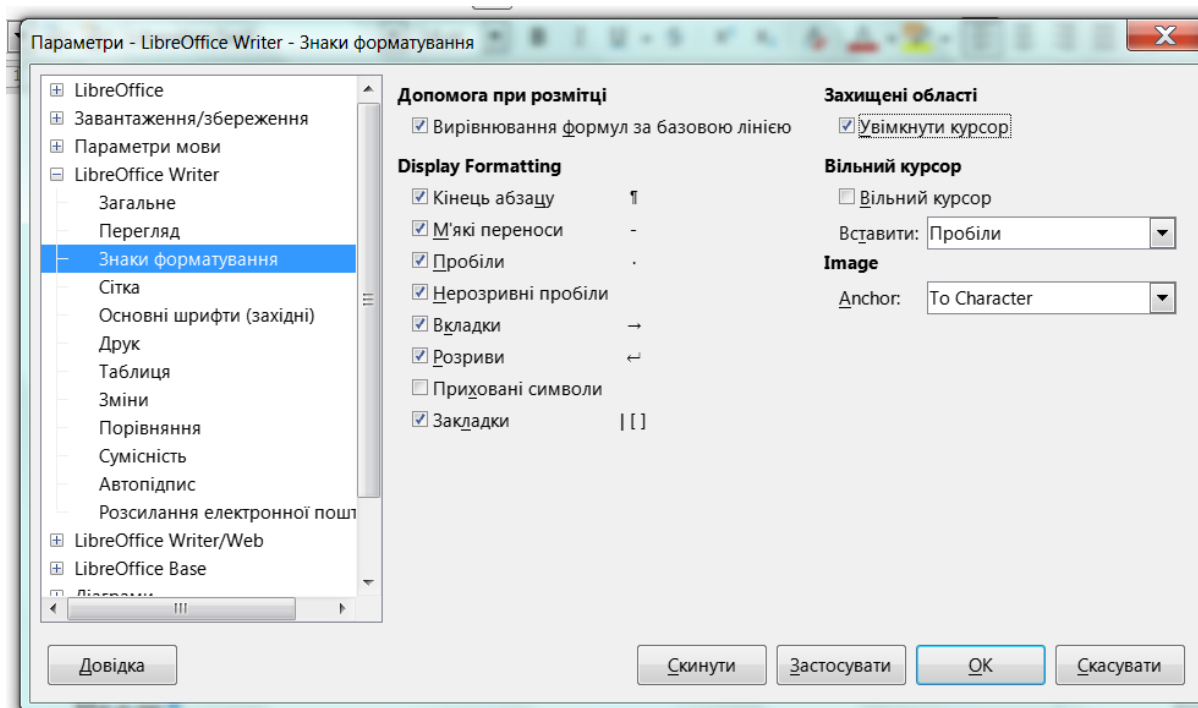 Параметри - LibreOffice Writer - Знаки форматування
LibreOffice
Завантаження/збереження
Параметри мови
LibreOffice Writer
Загальне
Перегляд
Знаки форматування
Сітка
Основні шрифти (західні)
Друк
Таблиця
Зміни
Порівняння
Сумісність
Автопідпис
Розсилання електронної пошт
LibreOffice Writer/Web
LibreOffice Base
Діаграми
Допомога при розмітці
Вирівнювання формул за базовою лінією
Display Formatting
Кінець абзацу ¶
М'які переноси -
Пробіли ·
Нерозривні пробіли
Вкладки →
Розриви ↵
Приховані символи
Закладки |[]
Захищені області
Увімкнути курсор
Вільний курсор
Вільний курсор
Вставити: Пробіли
Image
Anchor: To Character
Довідка
Скинути
Застосувати
OK
Скасувати